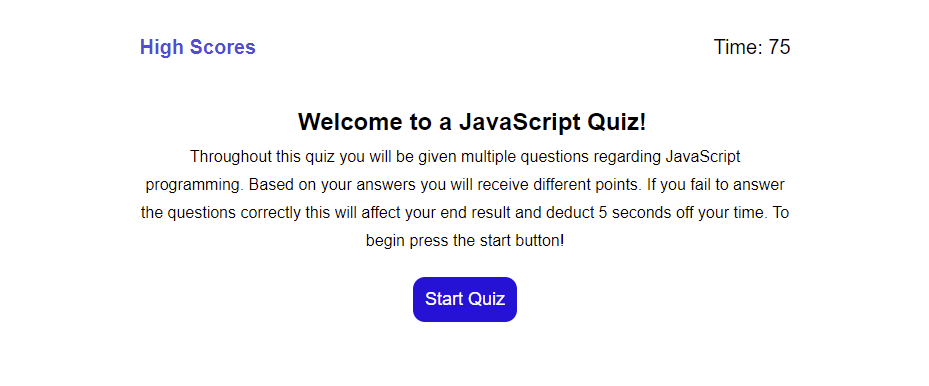 High Scores
Time: 75
Welcome to a JavaScript Quiz!
Throughout this quiz you will be given multiple questions regarding JavaScript
programming. Based on your answers you will receive different points. If you fail to answer
the questions correctly this will affect your end result and deduct 5 seconds off your time. To
begin press the start button!
Start Quiz